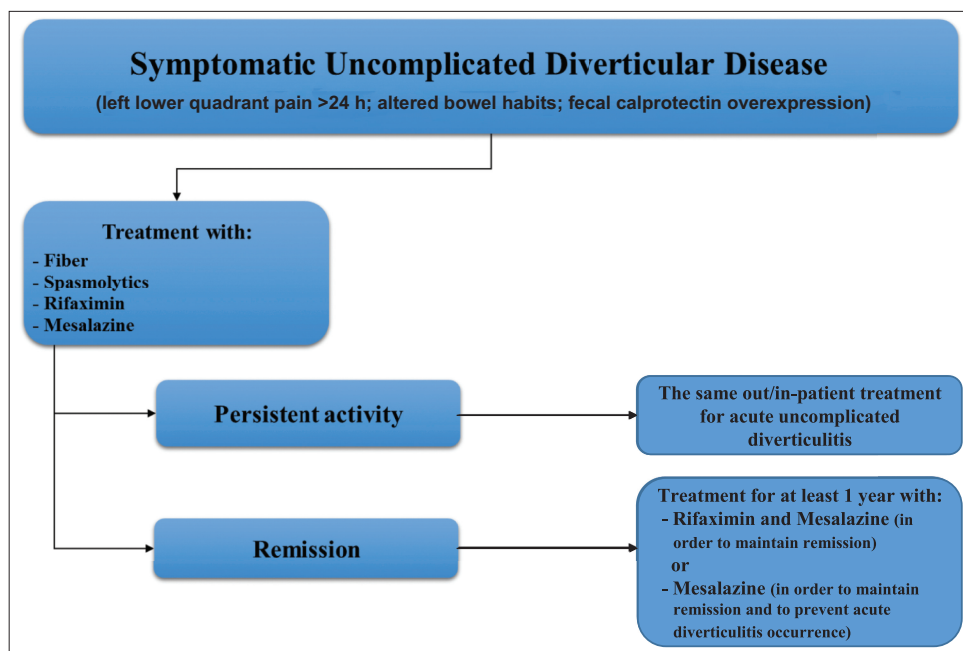 Symptomatic Uncomplicated Diverticular Disease
(left lower quadrant pain >24 h; altered bowel habits; fecal calprotectin overexpression)
Treatment with:
- Fiber
- Spasmolytics
- Rifaximin
- Mesalazine
Persistent activity
The same out/in-patient treatment
for acute uncomplicated
diverticulitis
Remission
Treatment for at least 1 year with:
- Rifaximin and Mesalazine (in
order to maintain remission)
or
- Mesalazine (in order to maintain
remission and to prevent acute
diverticulitis occurrence)